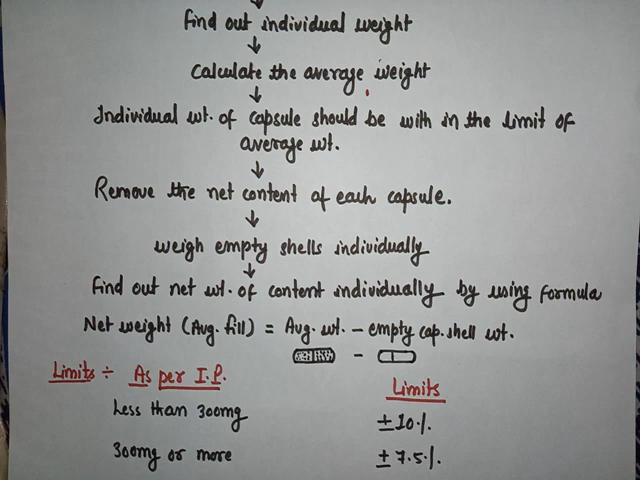 Find out individual weight
↓
Calculate the average weight
↓
Individual wt. of capsule should be with in the limit of
average wt.
↓
Remove the net content of each capsule.
↓
weigh empty shells individually
↓
Find out net wt. of content individually by using formula
Net weight (Avg. fill) = Avg. wt. - empty cap. shell wt.
-
Limits ÷ As per I.P. Limits
Less than 300mg ±10%
300mg or more ±7.5%